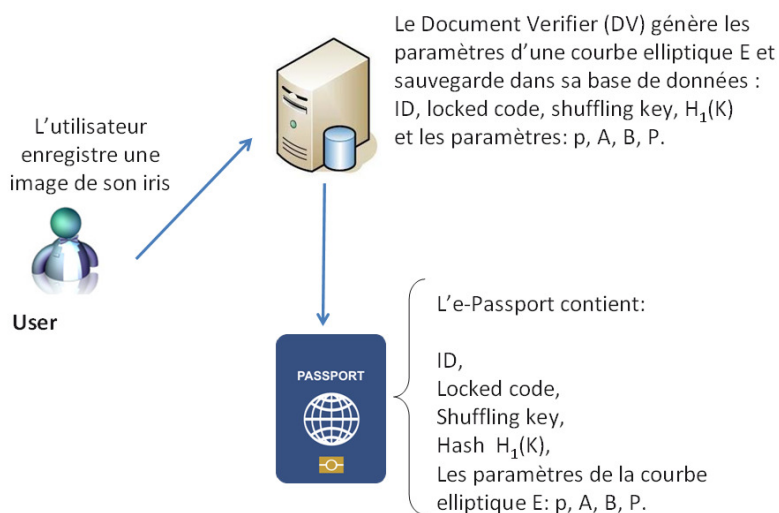 Le Document Verifier (DV) génère les
paramètres d'une courbe elliptique E et
sauvegarde dans sa base de données :
ID, locked code, shuffling key, H₁(K)
et les paramètres: p, A, B, P.
L'utilisateur
enregistre une
image de son iris
User
PASSPORT
L'e-Passport contient:
ID,
Locked code,
Shuffling key,
Hash H₁(K),
Les paramètres de la courbe
elliptique E: p, A, B, P.